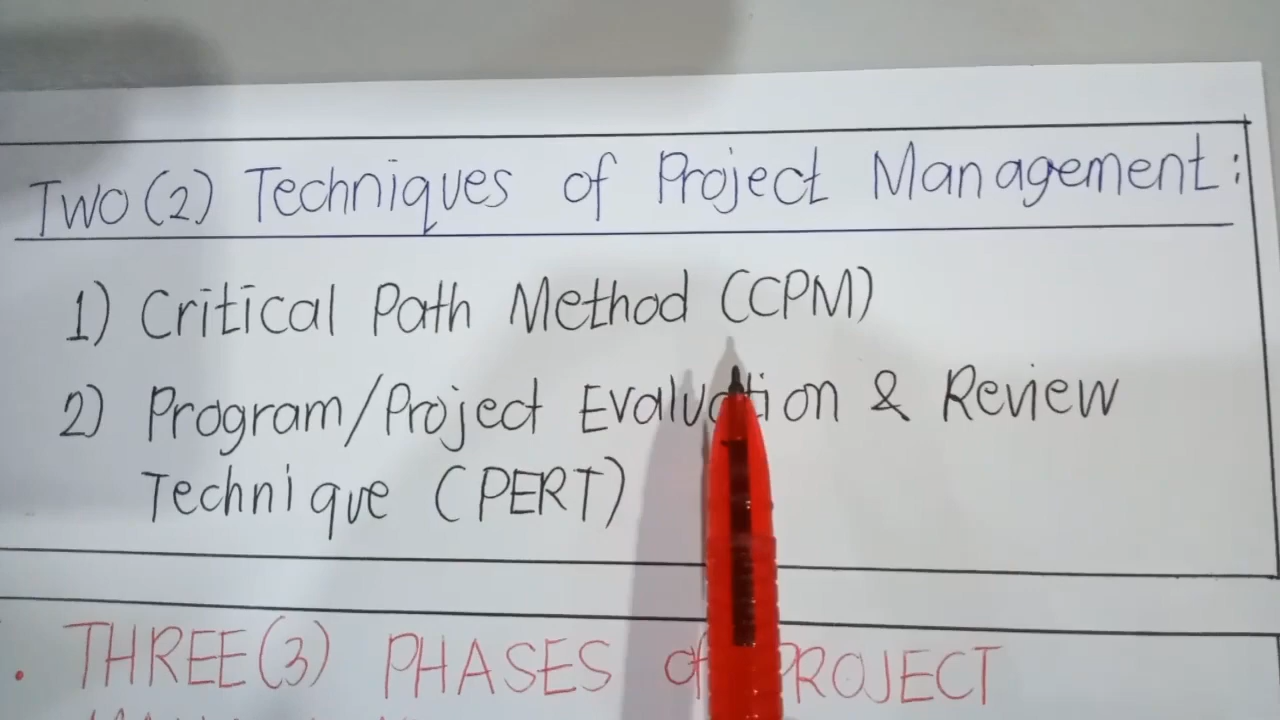 Two (2) Techniques of Project Management:
1) Critical Path Method (CPM)
2) Program/Project Evaluation & Review
Technique (PERT)
. THREE (3) PHASES of PROJECT